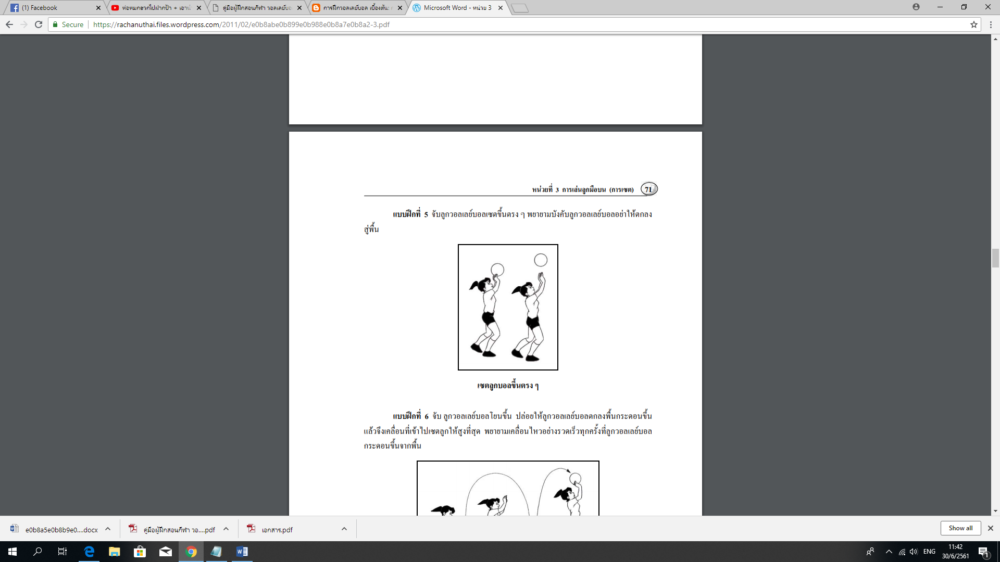 (1) Facebook
ห่อหมกฮวกไปฝากป้า + เอาน
คู่มือผู้ฝึกสอนกีฬา วอลเลย์บอ
การฝึกวอลเลย์บอล เบื้องต้น:
Microsoft Word - หน่วย 3
Secure
https://rachanuthai.files.wordpress.com/2011/02/e0b8abe0b899e0b988e0b8a7e0b8a2-3.pdf
หน่วยที่ 3 การเล่นลูกมือบน (การเซต) 71
แบบฝึกที่ 5 จับลูกวอลเลย์บอลเซตขึ้นตรง ๆ พยายามบังคับลูกวอลเลย์บอลอย่าให้ตกลง
สู่พื้น
เซตลูกบอลขึ้นตรง ๆ
แบบฝึกที่ 6 จับ ลูกวอลเลย์บอลโยนขึ้น ปล่อยให้ลูกวอลเลย์บอลตกลงพื้นกระดอนขึ้น
แล้วจึงเคลื่อนที่เข้าไปเซตลูกให้สูงที่สุด พยายามเคลื่อนไหวอย่างรวดเร็วทุกครั้งที่ลูกวอลเลย์บอล
กระดอนขึ้นจากพื้น
e0b8a5e0b8b9e0....docx
คู่มือผู้ฝึกสอนกีฬา วอ....pdf
เอกสาร.pdf
Show all
ENG
11:42
30/6/2561
1